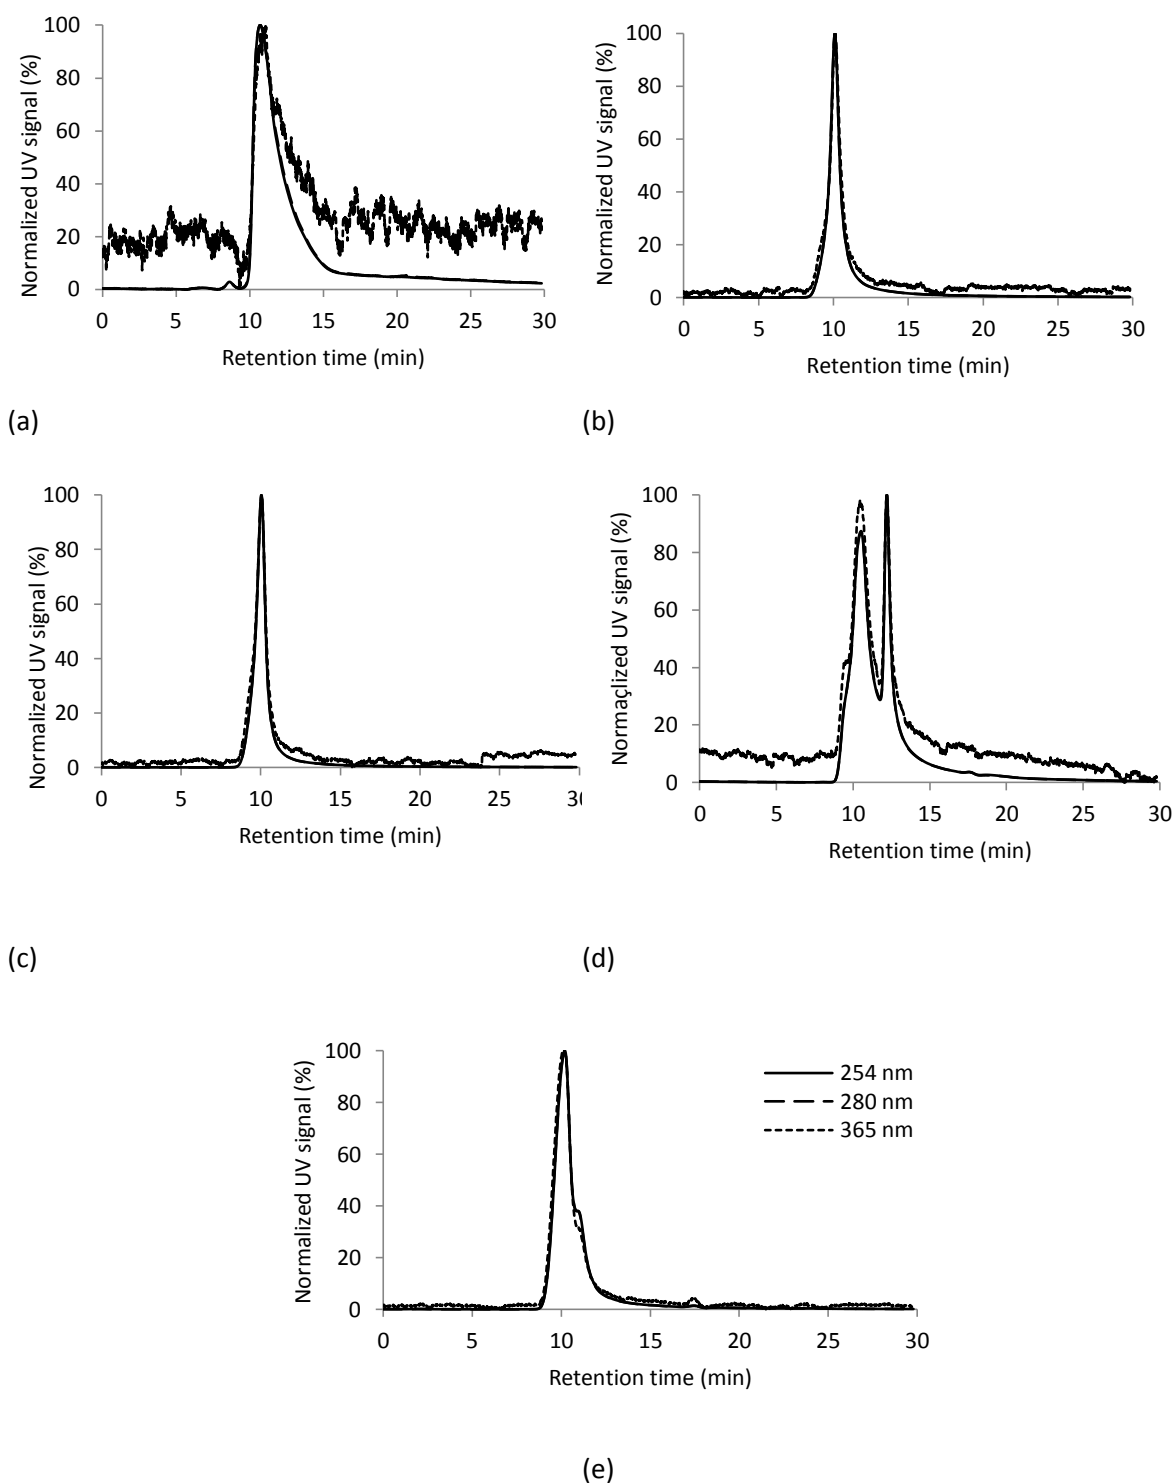 Normalized UV signal (%)
100
80
60
40
20
0
0 5 10 15 20 25 30
Retention time (min)
(a)
Normalized UV signal (%)
100
80
60
40
20
0
0 5 10 15 20 25 30
Retention time (min)
(b)
Normalized UV signal (%)
100
80
60
40
20
0
0 5 10 15 20 25 30
Retention time (min)
(c)
Normaçlized UV signal (%)
100
80
60
40
20
0
0 5 10 15 20 25 30
Retention time (min)
(d)
Normalized UV signal (%)
100
80
60
40
20
0
0 5 10 15 20 25 30
Retention time (min)
254 nm
280 nm
365 nm
(e)